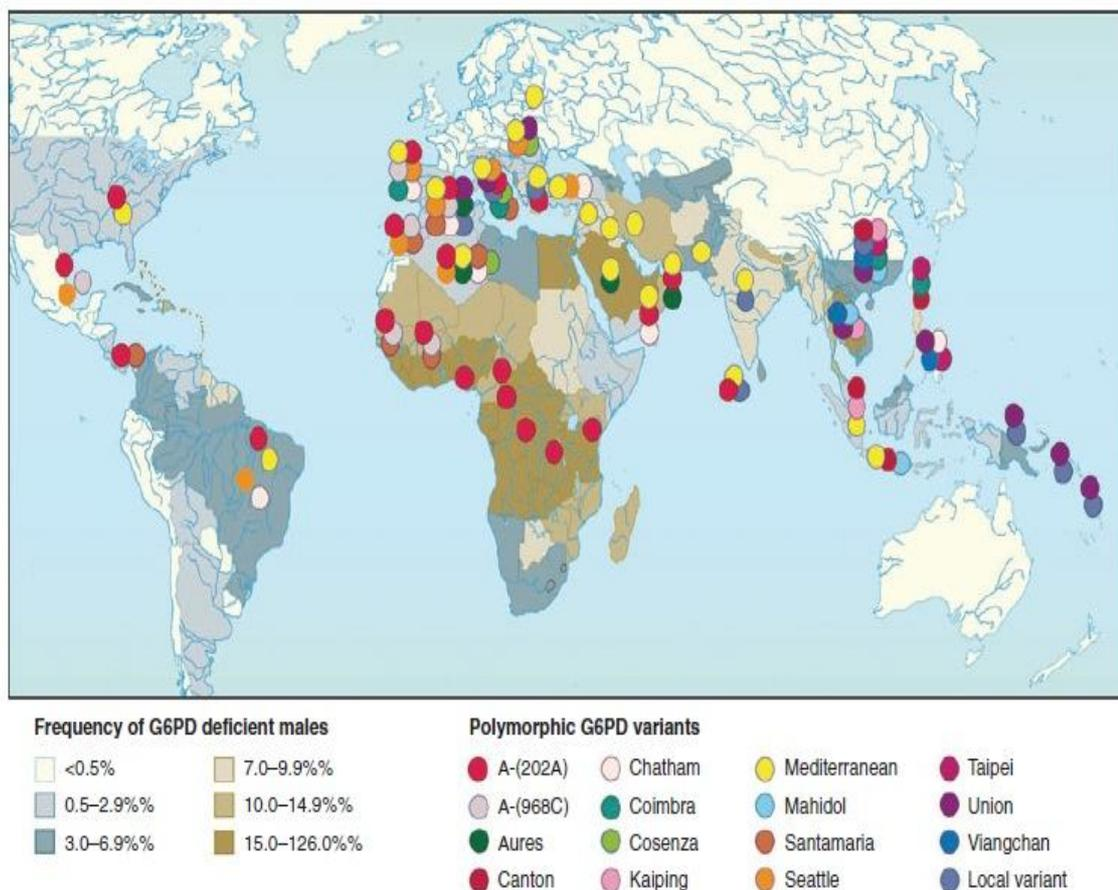 Frequency of G6PD deficient males
<0.5%
0.5–2.9%%
3.0–6.9%%
7.0–9.9%%
10.0–14.9%%
15.0–126.0%%
Polymorphic G6PD variants
A-(202A)
A-(968C)
Aures
Canton
Chatham
Coimbra
Cosenza
Kaiping
Mediterranean
Mahidol
Santamaria
Seattle
Taipei
Union
Viangchan
Local variant